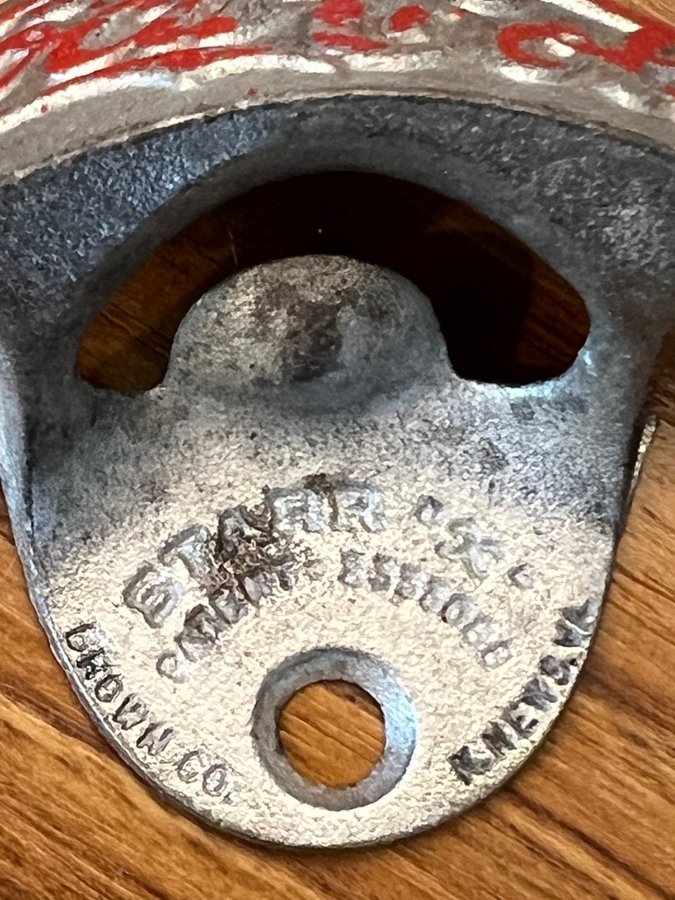 STARR "X"
PATENT
BROWN CO.
N.NEWS.VA